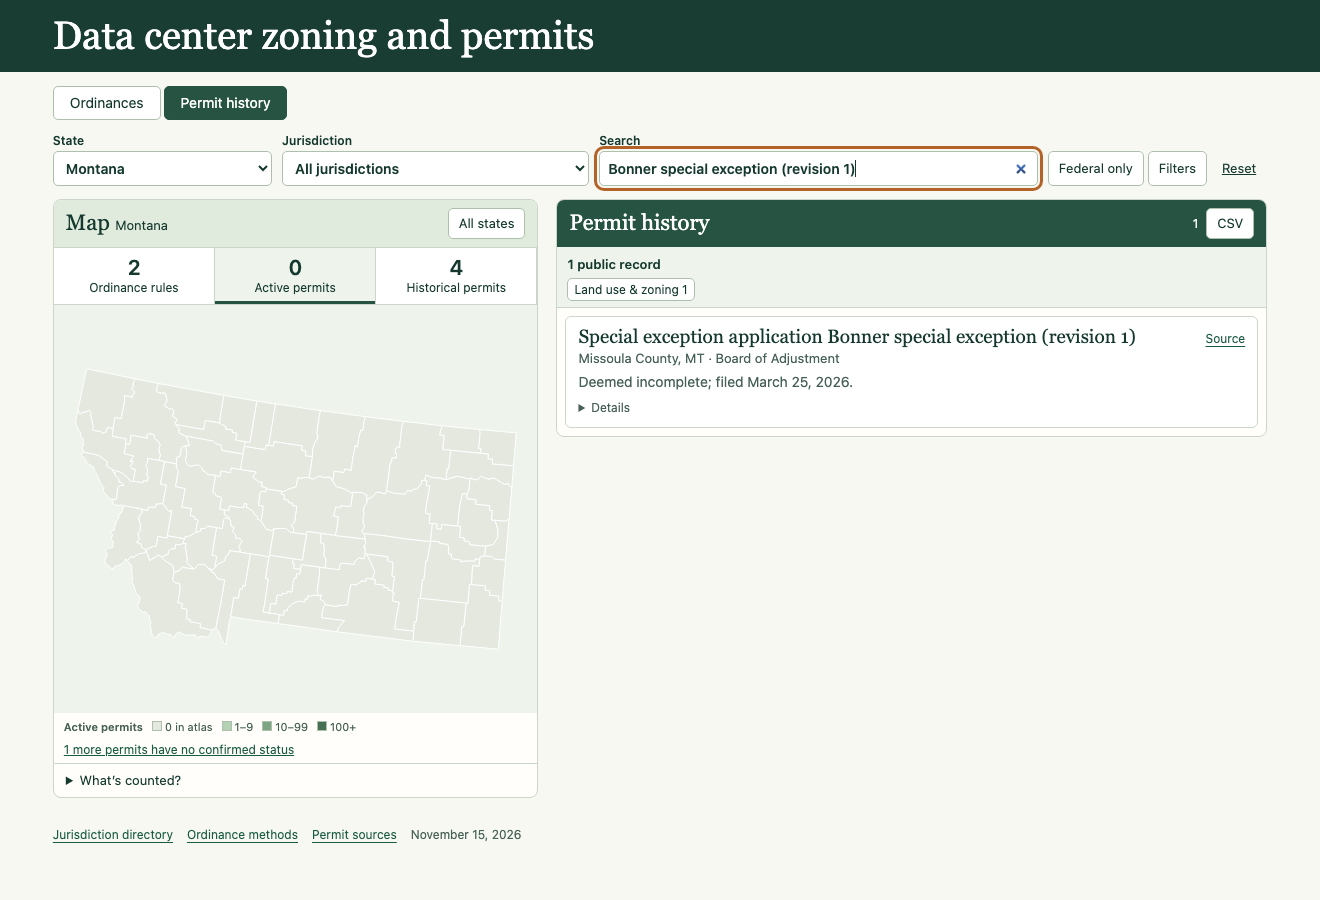 Data center zoning and permits
Ordinances
Permit history
State
Jurisdiction
Search
Montana
All jurisdictions
Bonner special exception (revision 1)
Federal only
Filters
Reset
Map Montana
All states
2
Ordinance rules
0
Active permits
4
Historical permits
Active permits 0 in atlas 1–9 10–99 100+
1 more permits have no confirmed status
What's counted?
Permit history
1
CSV
1 public record
Land use & zoning 1
Special exception application Bonner special exception (revision 1)
Source
Missoula County, MT · Board of Adjustment
Deemed incomplete; filed March 25, 2026.
Details
Jurisdiction directory Ordinance methods Permit sources November 15, 2026